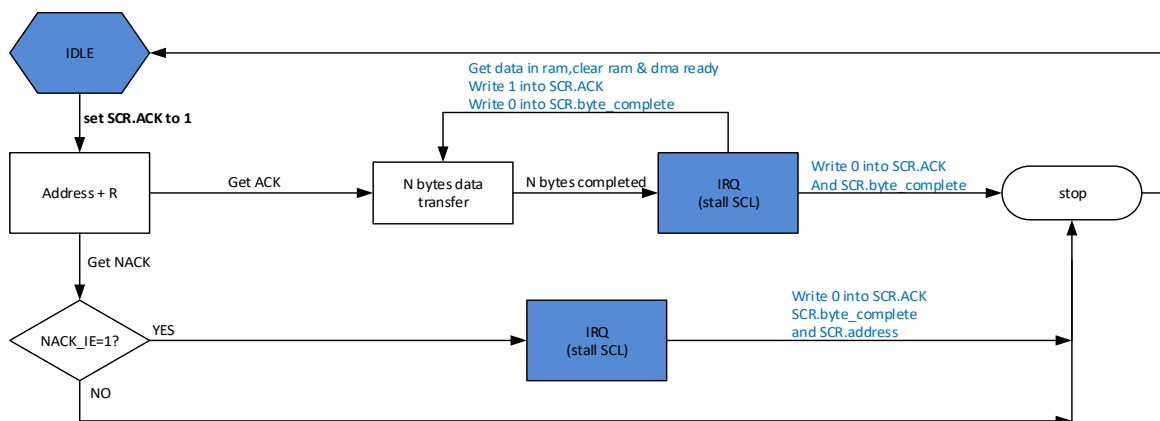 IDLE
Get data in ram,clear ram & dma ready
Write 1 into SCR.ACK
Write 0 into SCR.byte_complete
set SCR.ACK to 1
Address + R
Get ACK
N bytes data
transfer
N bytes completed
IRQ
(stall SCL)
Write 0 into SCR.ACK
And SCR.byte_complete
stop
Get NACK
NACK_IE=1?
YES
IRQ
(stall SCL)
Write 0 into SCR.ACK
SCR.byte_complete
and SCR.address
NO